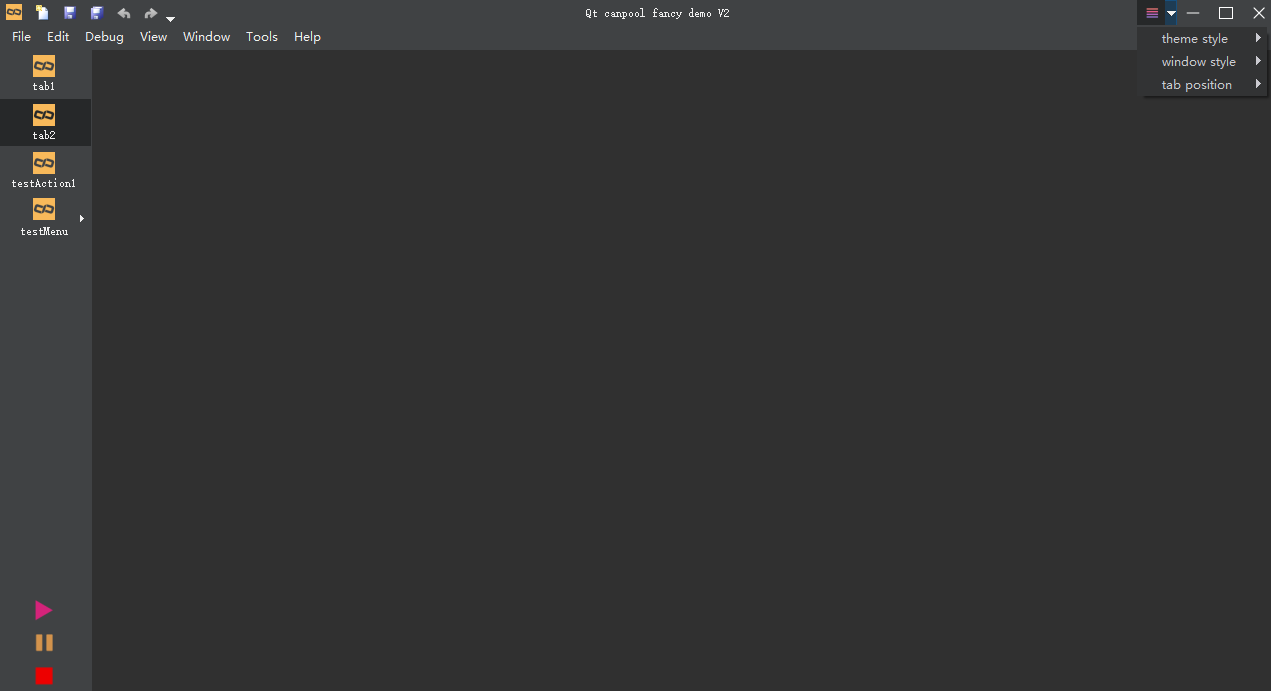 Qt canpool fancy demo V2
File Edit Debug View Window Tools Help
theme style
window style
tab position
tab1
tab2
testAction1
testMenu